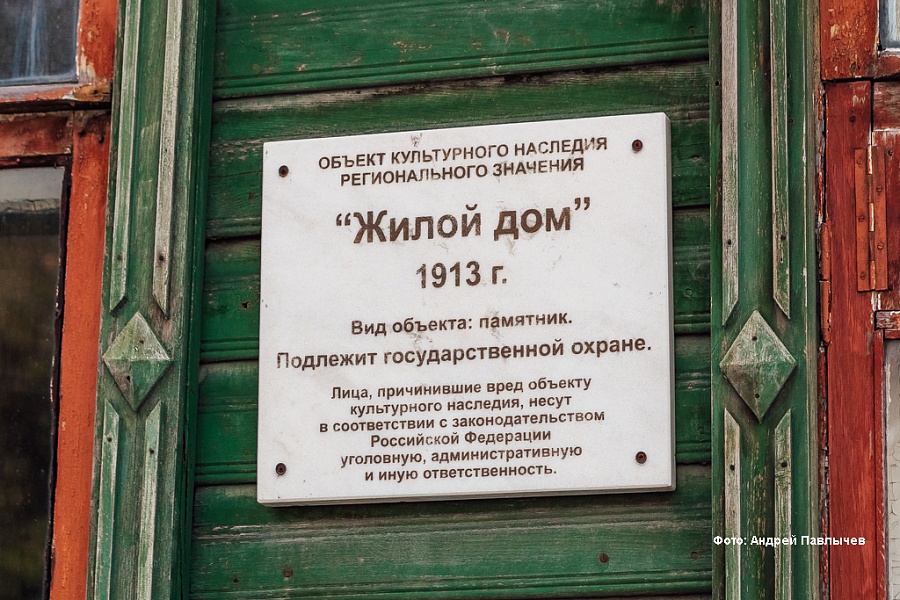 ОБЪЕКТ КУЛЬТУРНОГО НАСЛЕДИЯ
РЕГИОНАЛЬНОГО ЗНАЧЕНИЯ
“Жилой дом”
1913 г.
Вид объекта: памятник.
Подлежит государственной охране.
Лица, причинившие вред объекту
культурного наследия, несут
в соответствии с законодательством
Российской Федерации
уголовную, административную
и иную ответственность.
Фото: Андрей Павлычев